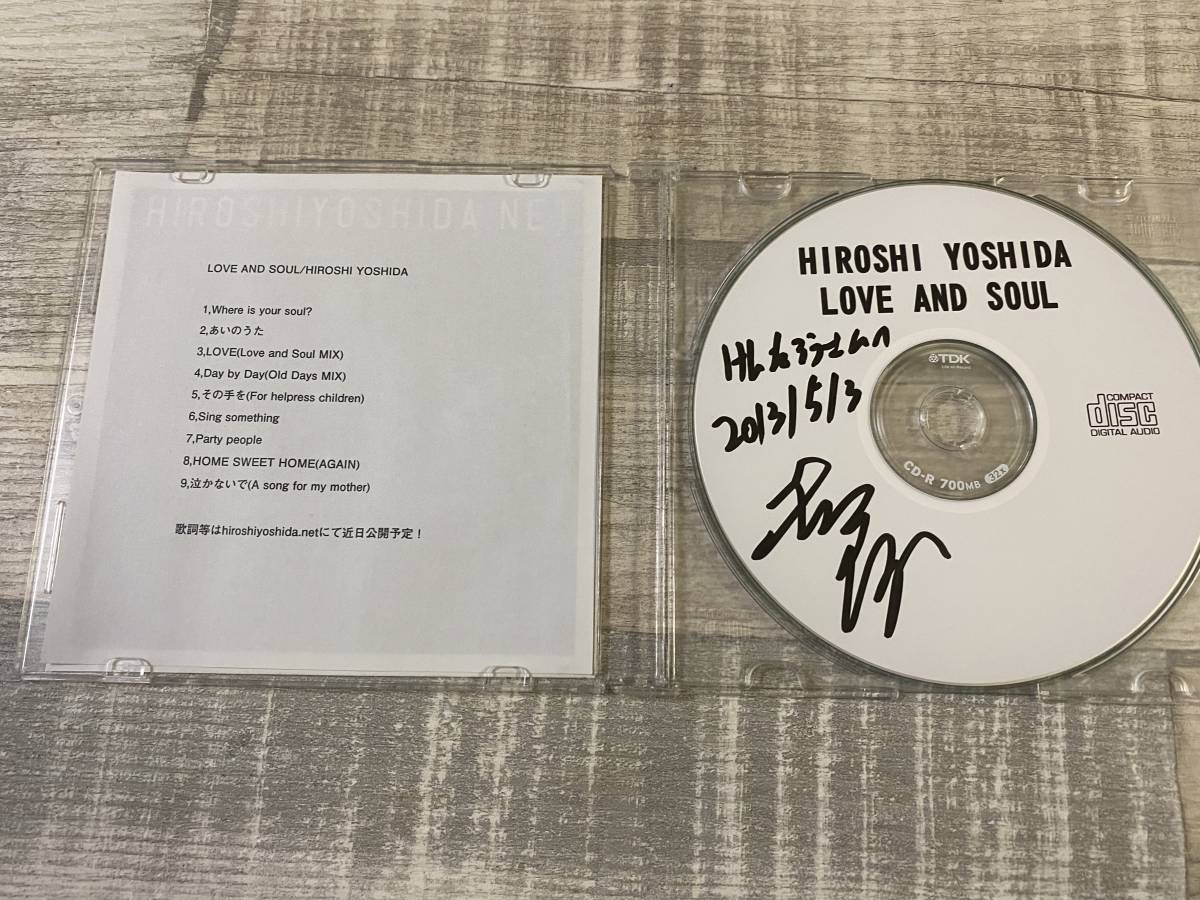 HIROSHIYOSHIDA NET
LOVE AND SOUL/HIROSHI YOSHIDA
1,Where is your soul?
2,あいのうた
3,LOVE(Love and Soul MIX)
4,Day by Day(Old Days MIX)
5,その手を(For helpress children)
6,Sing something
7,Party people
8,HOME SWEET HOME(AGAIN)
9,泣かないで(A song for my mother)
歌詞等はhiroshiyoshida.netにて近日公開予定！
HIROSHI YOSHIDA
LOVE AND SOUL
2013/5/3
TDK
Life on Record
COMPACT
disc
DIGITAL AUDIO
CD-R 700MB 32x